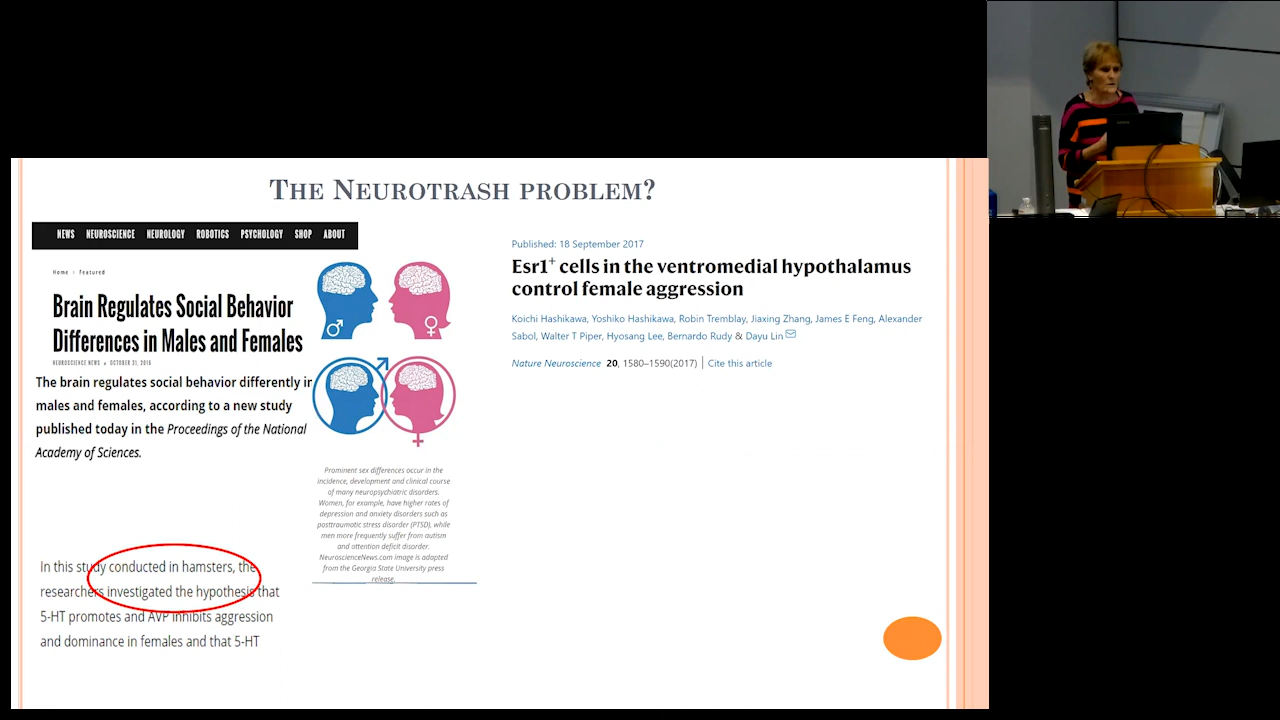 THE NEUROTRASH PROBLEM?
NEWS NEUROSCIENCE NEUROLOGY ROBOTICS PSYCHOLOGY SHOP ABOUT
Home › Featured
Brain Regulates Social Behavior
Differences in Males and Females
NEUROSCIENCE NEWS • OCTOBER 31, 2016
The brain regulates social behavior differently in
males and females, according to a new study
published today in the Proceedings of the National
Academy of Sciences.
In this study conducted in hamsters, the
researchers investigated the hypothesis that
5-HT promotes and AVP inhibits aggression
and dominance in females and that 5-HT
Prominent sex differences occur in the
incidence, development and clinical course
of many neuropsychiatric disorders.
Women, for example, have higher rates of
depression and anxiety disorders such as
posttraumatic stress disorder (PTSD), while
men more frequently suffer from autism
and attention deficit disorder.
NeuroscienceNews.com image is adapted
from the Georgia State University press
release.
Published: 18 September 2017
Esr1+ cells in the ventromedial hypothalamus
control female aggression
Koichi Hashikawa, Yoshiko Hashikawa, Robin Tremblay, Jiaxing Zhang, James E Feng, Alexander
Sabol, Walter T Piper, Hyosang Lee, Bernardo Rudy & Dayu Lin
Nature Neuroscience 20, 1580–1590(2017) | Cite this article